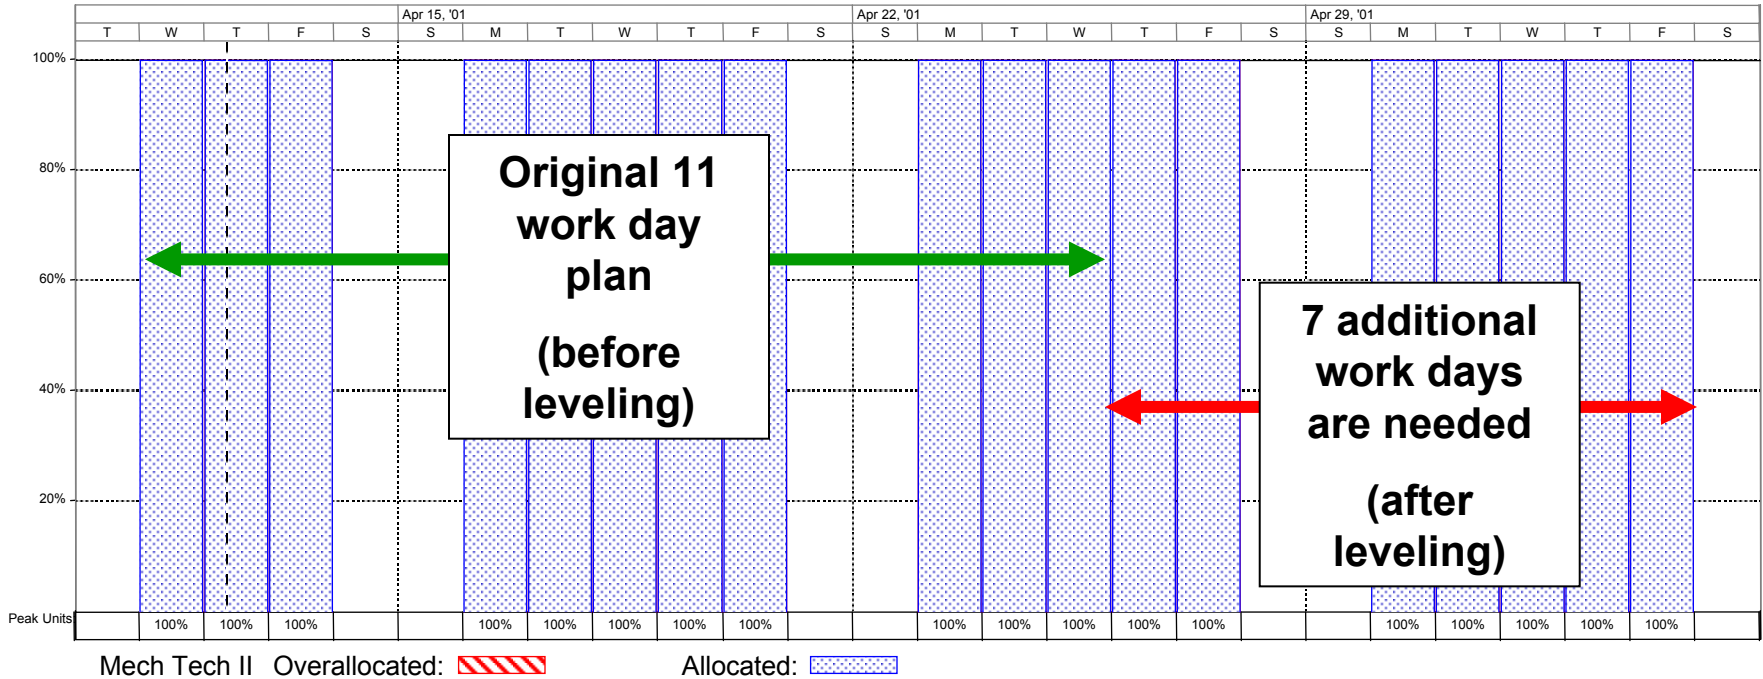 Apr 15, '01 Apr 22, '01 Apr 29, '01
T W T F S S M T W T F S S M T W T F S S M T W T F S
100%
80%
60%
40%
20%
Original 11
work day
plan
(before
leveling)
7 additional
work days
are needed
(after
leveling)
Peak Units 100% 100% 100% 100% 100% 100% 100% 100% 100% 100% 100% 100% 100% 100% 100% 100% 100% 100%
Mech Tech II Overallocated: Allocated: